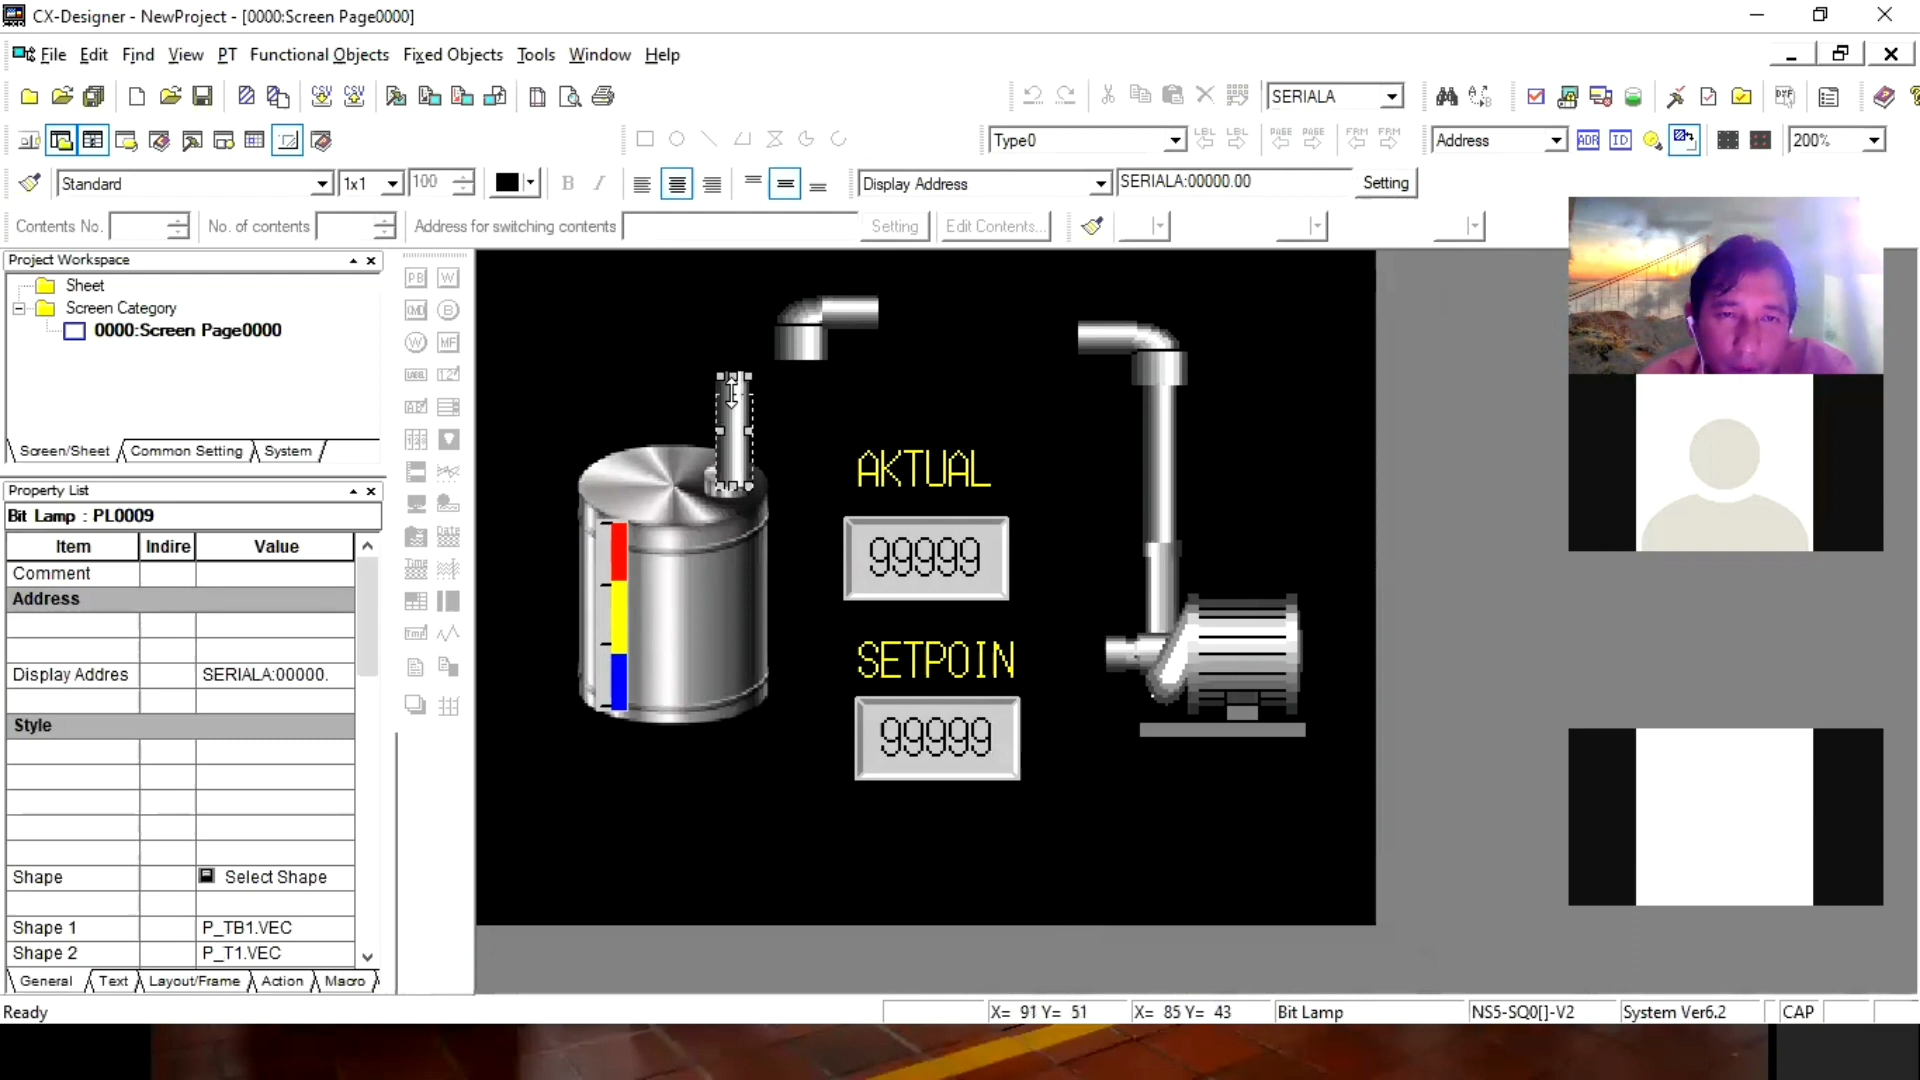 CX-Designer - NewProject - [0000:Screen Page0000]
File Edit Find View PT Functional Objects Fixed Objects Tools Window Help
SERIALA
Type0 Address ADR ID 200%
Standard 1x1 100 B I Display Address SERIALA:00000.00 Setting
Contents No. No. of contents Address for switching contents Setting Edit Contents...
Project Workspace
Sheet
Screen Category
0000:Screen Page0000
Screen/Sheet Common Setting System
Property List
Bit Lamp : PL0009
Item Indire Value
Comment
Address
Display Addres SERIALA:00000.
Style
Shape Select Shape
Shape 1 P_TB1.VEC
Shape 2 P_T1.VEC
General Text Layout/Frame Action Macro
AKTUAL
99999
SETPOIN
99999
Ready X= 91 Y= 51 X= 85 Y= 43 Bit Lamp NS5-SQ0[]-V2 System Ver6.2 CAP